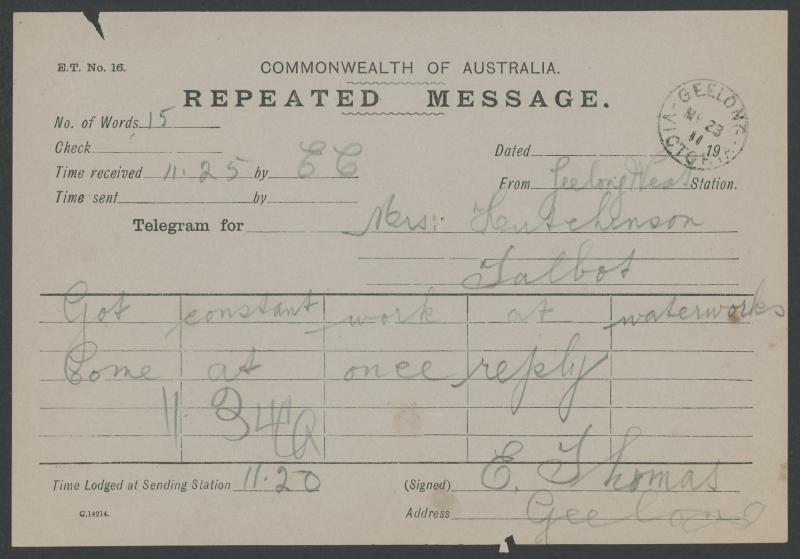 E.T. No. 16.
COMMONWEALTH OF AUSTRALIA.
REPEATED MESSAGE.
GEELONG
23
19
VICTORIA
No. of Words 15
Check
Time received 11.25 by EC
Time sent by
Dated
From Geelong West Station.
Telegram for Mrs. Hutchinson
Talbot
Got constant work at waterworks
Come at once reply
11 34
Time Lodged at Sending Station 11.20
(Signed) E. Thomas
Address Geelong
C.14214.